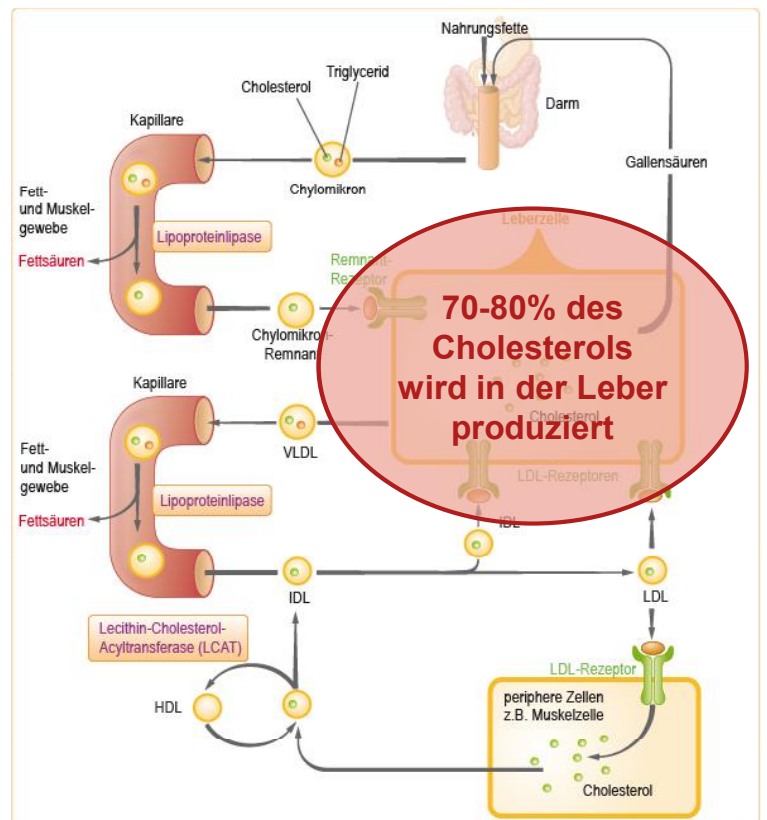 Nahrungsfette
Triglycerid
Cholesterol
Darm
Kapillare
Gallensäuren
Chylomikron
Fett-
und Muskel-
gewebe
Lipoproteinlipase
Fettsäuren
Leberzelle
Remnant-
Rezeptor
70-80% des
Cholesterols
wird in der Leber
produziert
Chylomikron-
Remnant
Kapillare
Cholesterol
VLDL
Fett-
und Muskel-
gewebe
LDL-Rezeptoren
Lipoproteinlipase
Fettsäuren
IDL
IDL
LDL
Lecithin-Cholesterol-
Acyltransferase (LCAT)
LDL-Rezeptor
HDL
periphere Zellen
z.B. Muskelzelle
Cholesterol